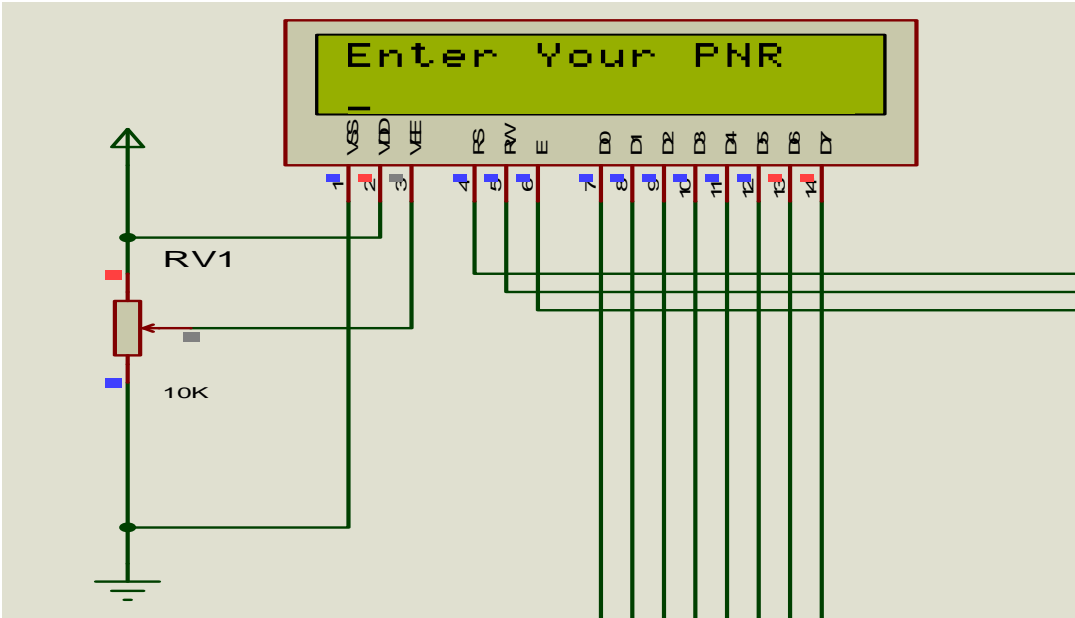 Enter Your PNR
VSS VDD VEE RS RW E D0 D1 D2 D3 D4 D5 D6 D7
1 2 3 4 5 6 7 8 9 10 11 12 13 14
RV1
10K